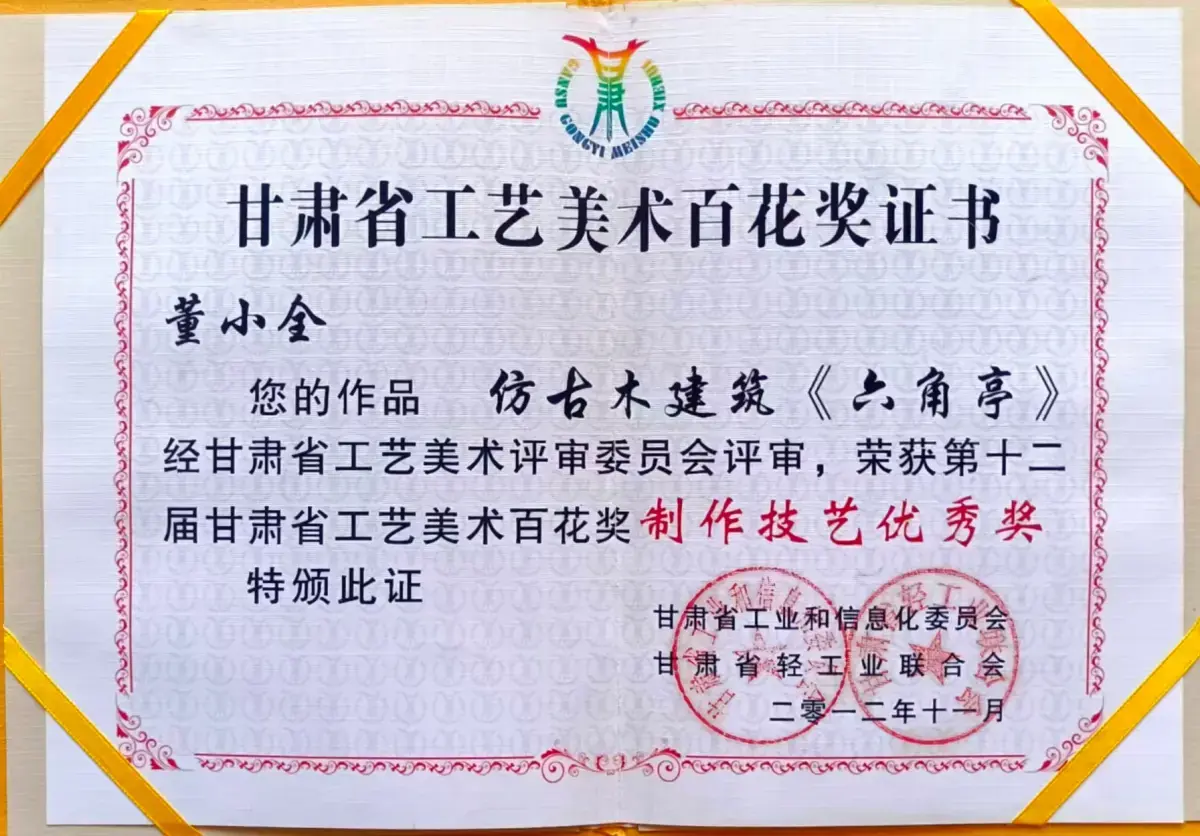 GANSU GONGYI MEISHU XIEHUI
甘肃省工艺美术百花奖证书
董小全
您的作品 仿古木建筑《六角亭》
经甘肃省工艺美术评审委员会评审，荣获第十二
届甘肃省工艺美术百花奖制作技艺优秀奖
特颁此证
甘肃省工业和信息化委员会
甘肃省轻工业联合会
二零一二年十一月